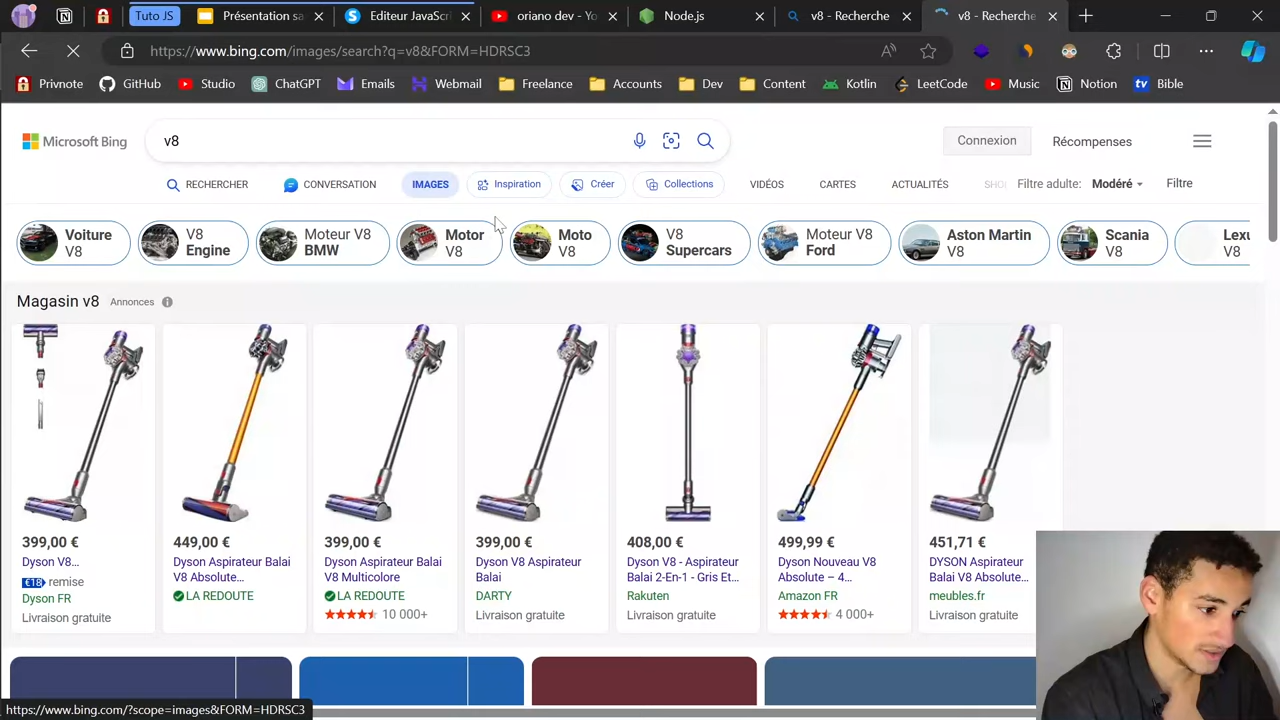 Tuto JS
Présentation sa
Editeur JavaScri
oriano dev - Yo
Node.js
v8 - Recherche
v8 - Recherche
https://www.bing.com/images/search?q=v8&FORM=HDRSC3
Privnote
GitHub
Studio
ChatGPT
Emails
Webmail
Freelance
Accounts
Dev
Content
Kotlin
LeetCode
Music
Notion
tv Bible
Microsoft Bing
v8
Connexion
Récompenses
RECHERCHER
CONVERSATION
IMAGES
Inspiration
Créer
Collections
VIDÉOS
CARTES
ACTUALITÉS
SHO
Filtre adulte: Modéré
Filtre
Voiture
V8
V8
Engine
Moteur V8
BMW
Motor
V8
Moto
V8
V8
Supercars
Moteur V8
Ford
Aston Martin
V8
Scania
V8
Lexu
V8
Magasin v8 Annonces
399,00 €
Dyson V8...
€18 remise
Dyson FR
Livraison gratuite
449,00 €
Dyson Aspirateur Balai
V8 Absolute...
LA REDOUTE
399,00 €
Dyson Aspirateur Balai
V8 Multicolore
LA REDOUTE
10 000+
399,00 €
Dyson V8 Aspirateur
Balai
DARTY
Livraison gratuite
408,00 €
Dyson V8 - Aspirateur
Balai 2-En-1 - Gris Et...
Rakuten
Livraison gratuite
499,99 €
Dyson Nouveau V8
Absolute – 4...
Amazon FR
4 000+
451,71 €
DYSON Aspirateur
Balai V8 Absolute...
meubles.fr
Livraison gratuite
https://www.bing.com/?scope=images&FORM=HDRSC3